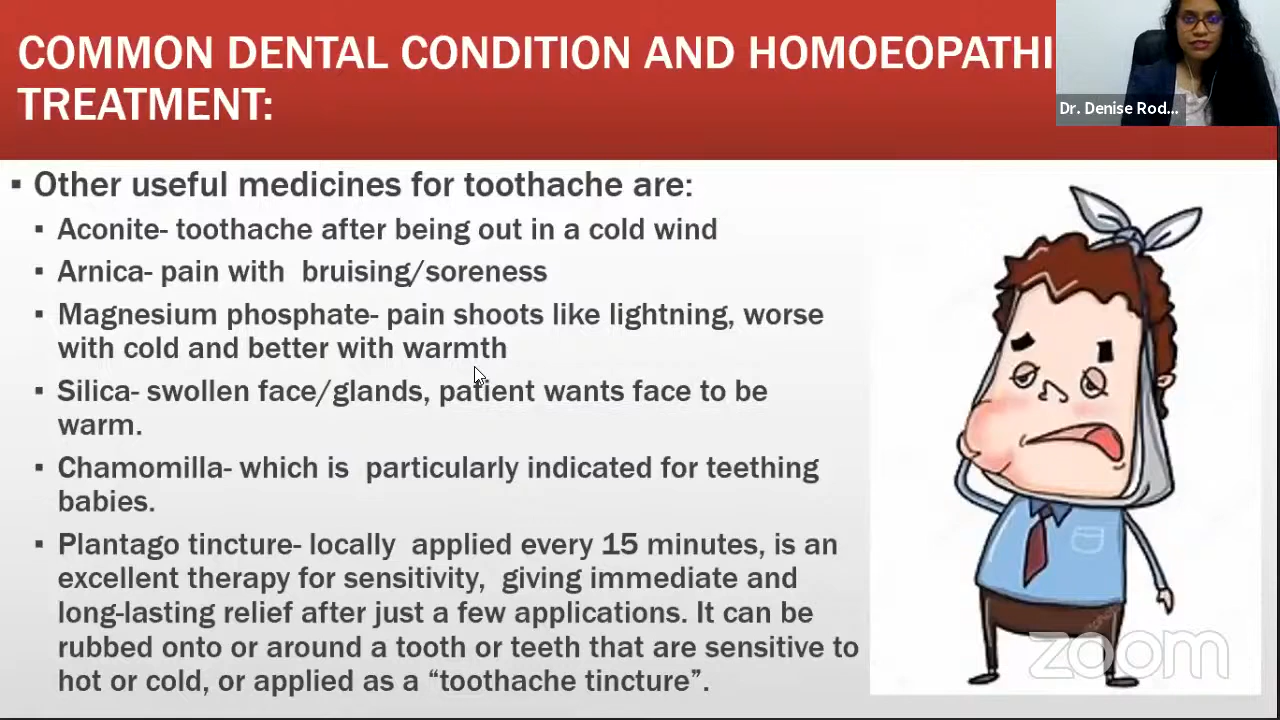 COMMON DENTAL CONDITION AND HOMOEOPATHI
TREATMENT:
Dr. Denise Rod...
▪ Other useful medicines for toothache are:
▪ Aconite- toothache after being out in a cold wind
▪ Arnica- pain with bruising/soreness
▪ Magnesium phosphate- pain shoots like lightning, worse
with cold and better with warmth
▪ Silica- swollen face/glands, patient wants face to be
warm.
▪ Chamomilla- which is particularly indicated for teething
babies.
▪ Plantago tincture- locally applied every 15 minutes, is an
excellent therapy for sensitivity, giving immediate and
long-lasting relief after just a few applications. It can be
rubbed onto or around a tooth or teeth that are sensitive to
hot or cold, or applied as a “toothache tincture”.
zoom